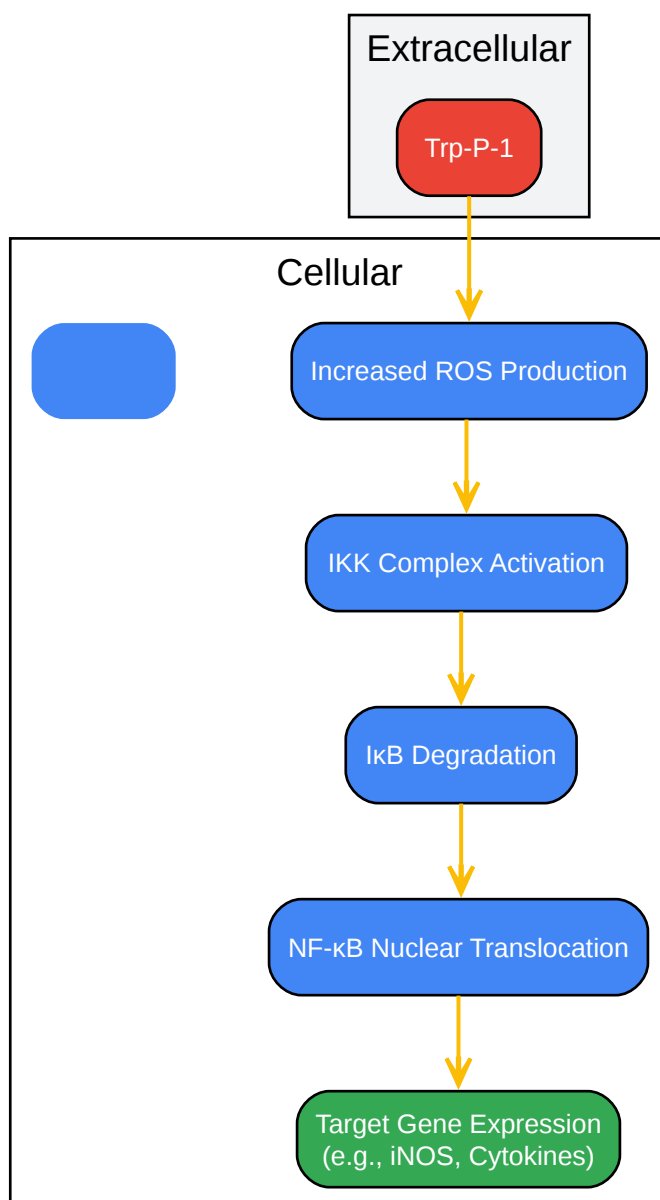 Extracellular
Trp-P-1
Cellular
Increased ROS Production
IKK Complex Activation
IκB Degradation
NF-κB Nuclear Translocation
Target Gene Expression
(e.g., iNOS, Cytokines)